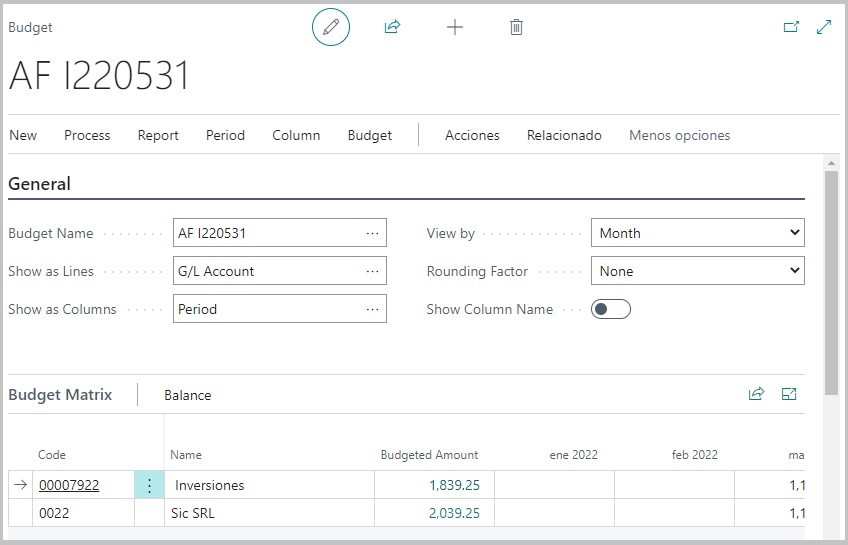 Budget
AF I220531
New Process Report Period Column Budget Acciones Relacionado Menos opciones
General
Budget Name AF I220531 ... View by Month
Show as Lines G/L Account ... Rounding Factor None
Show as Columns Period ... Show Column Name
Budget Matrix Balance
Code Name Budgeted Amount ene 2022 feb 2022 ma
00007922 Inversiones 1,839.25 1,1
0022 Sic SRL 2,039.25 1,1